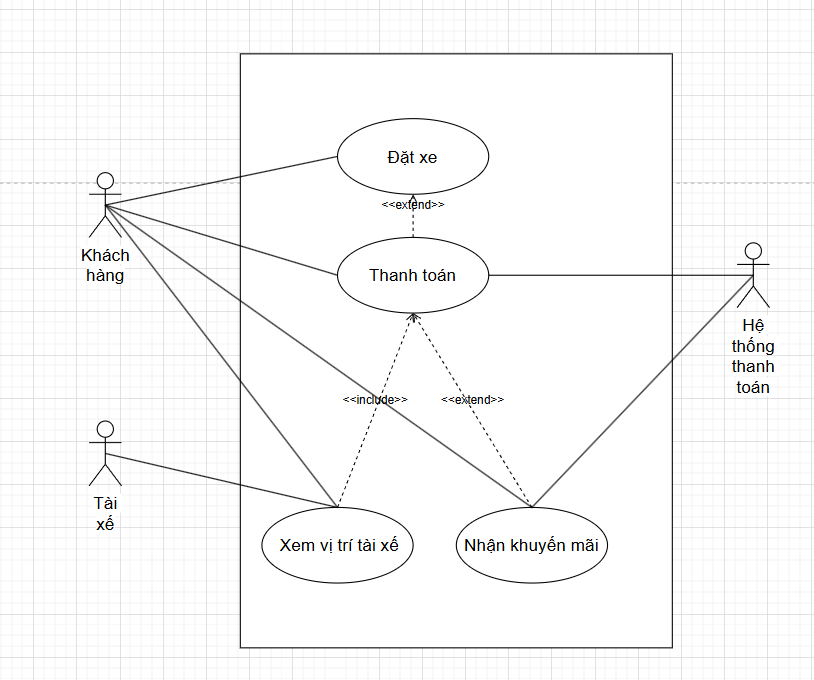 Đặt xe
<<extend>>
Khách
hàng
Thanh toán
Hệ
thống
thanh
toán
<<include>>
<<extend>>
Tài
xế
Xem vị trí tài xế
Nhận khuyến mãi